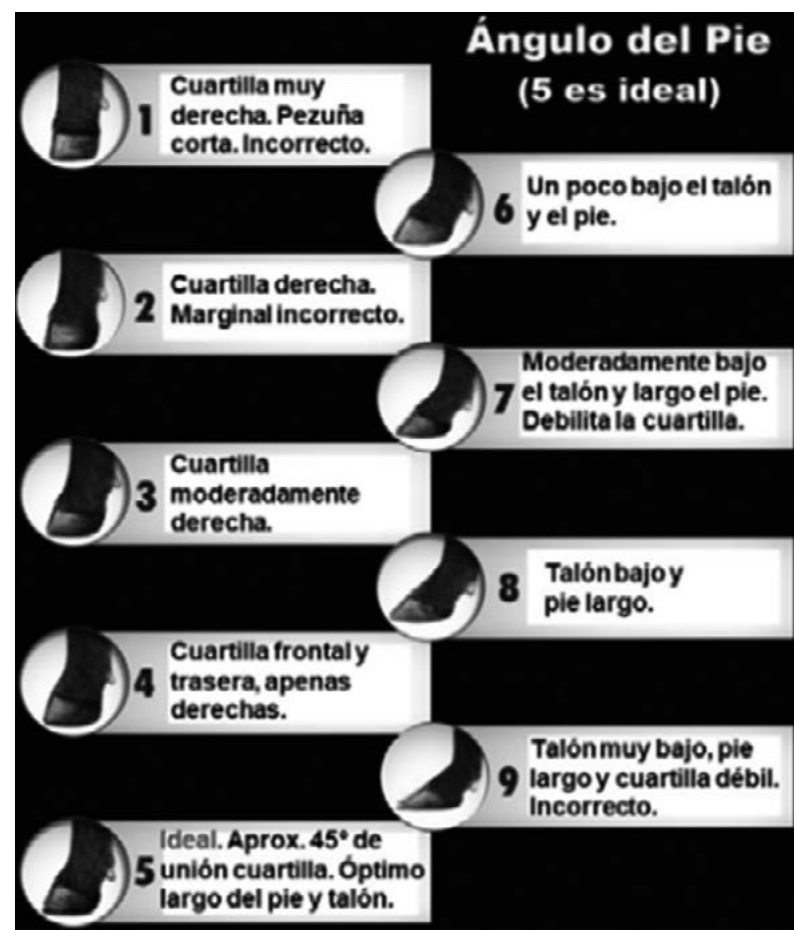 Ángulo del Pie
(5 es ideal)
1
Cuartilla muy
derecha. Pezuña
corta. Incorrecto.
2
Cuartilla derecha.
Marginal incorrecto.
3
Cuartilla
moderadamente
derecha.
4
Cuartilla frontal y
trasera, apenas
derechas.
5
Ideal. Aprox. 45° de
unión cuartilla. Óptimo
largo del pie y talón.
6
Un poco bajo el talón
y el pie.
7
Moderadamente bajo
el talón y largo el pie.
Debilita la cuartilla.
8
Talón bajo y
pie largo.
9
Talón muy bajo, pie
largo y cuartilla débil.
Incorrecto.